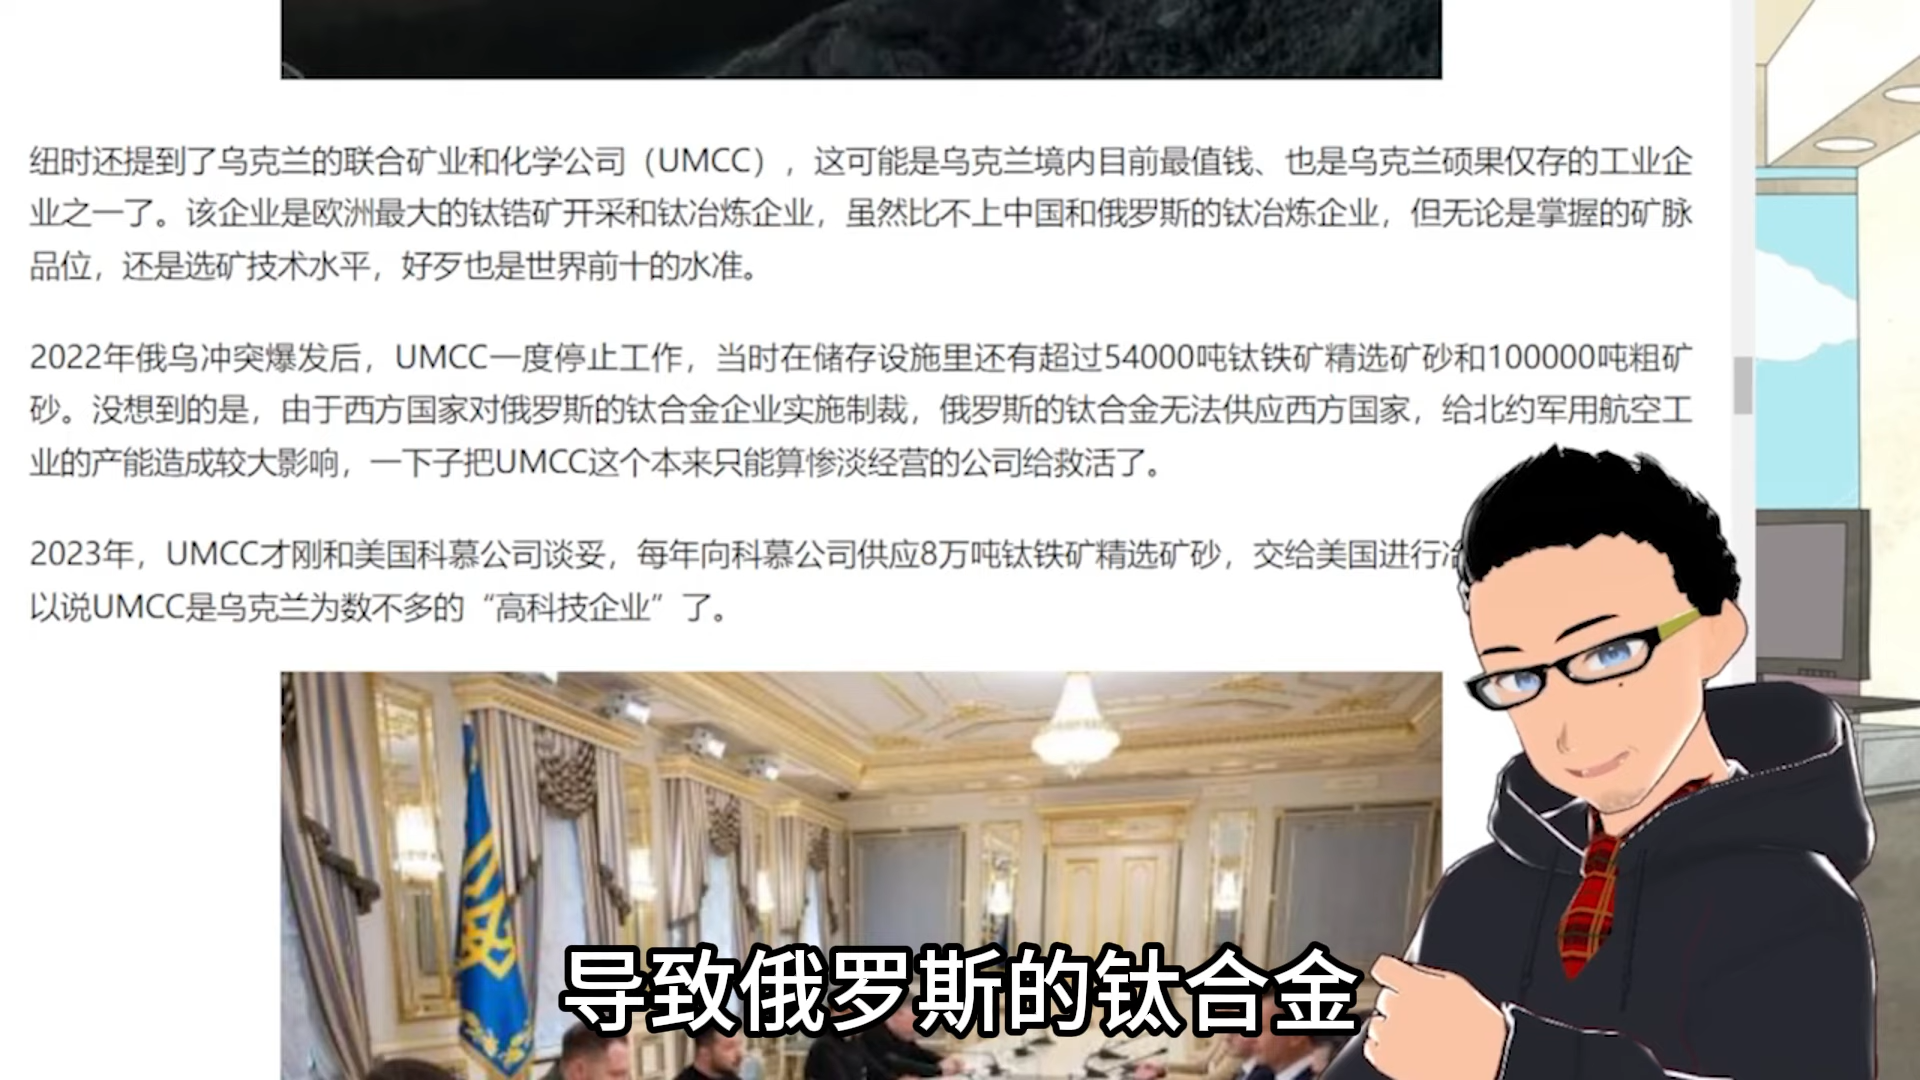 纽时还提到了乌克兰的联合矿业和化学公司（UMCC），这可能是乌克兰境内目前最值钱、也是乌克兰硕果仅存的工业企
业之一了。该企业是欧洲最大的钛锆矿开采和钛冶炼企业，虽然比不上中国和俄罗斯的钛冶炼企业，但无论是掌握的矿脉
品位，还是选矿技术水平，好歹也是世界前十的水准。
2022年俄乌冲突爆发后，UMCC一度停止工作，当时在储存设施里还有超过54000吨钛铁矿精选矿砂和100000吨粗矿
砂。没想到的是，由于西方国家对俄罗斯的钛合金企业实施制裁，俄罗斯的钛合金无法供应西方国家，给北约军用航空工
业的产能造成较大影响，一下子把UMCC这个本来只能算惨淡经营的公司给救活了。
2023年，UMCC才刚和美国科慕公司谈妥，每年向科慕公司供应8万吨钛铁矿精选矿砂，交给美国进行冶
以说UMCC是乌克兰为数不多的“高科技企业”了。
导致俄罗斯的钛合金